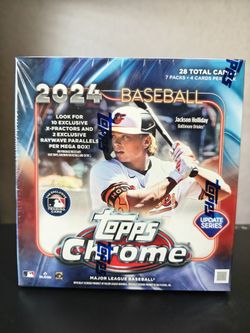 28 TOTAL CA
7 PACKS • 4 CARDS PER
2024 BASEBALL
LOOK FOR
10 EXCLUSIVE
X-FRACTORS AND
2 EXCLUSIVE
RAYWAVE PARALLELS
PER MEGA BOX!
Jackson Holliday
Baltimore Orioles
topps
Chrome
UPDATE
SERIES
MAJOR LEAGUE BASEBALL